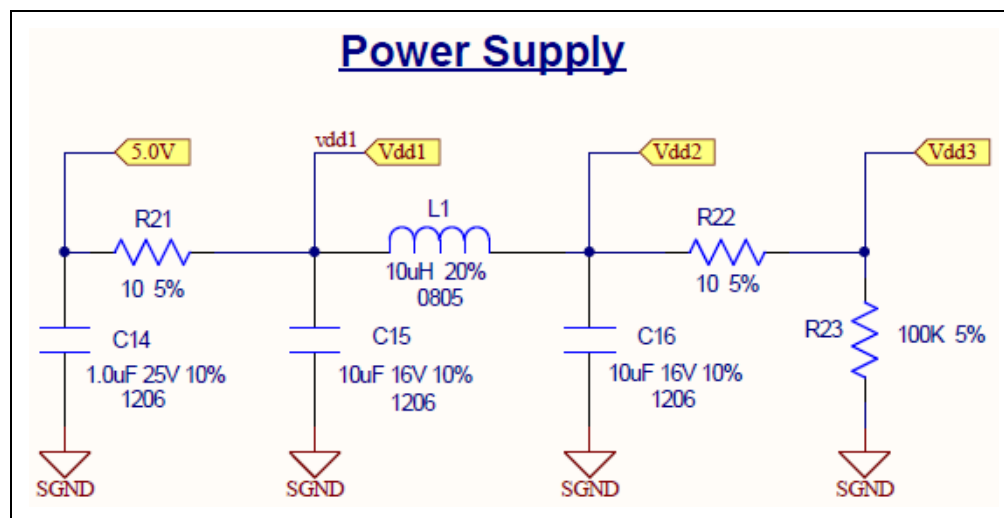 Power Supply
5.0V
vdd1
Vdd1
Vdd2
Vdd3
R21
10 5%
L1
10uH 20%
0805
R22
10 5%
C14
1.0uF 25V 10%
1206
C15
10uF 16V 10%
1206
C16
10uF 16V 10%
1206
R23
100K 5%
SGND
SGND
SGND
SGND